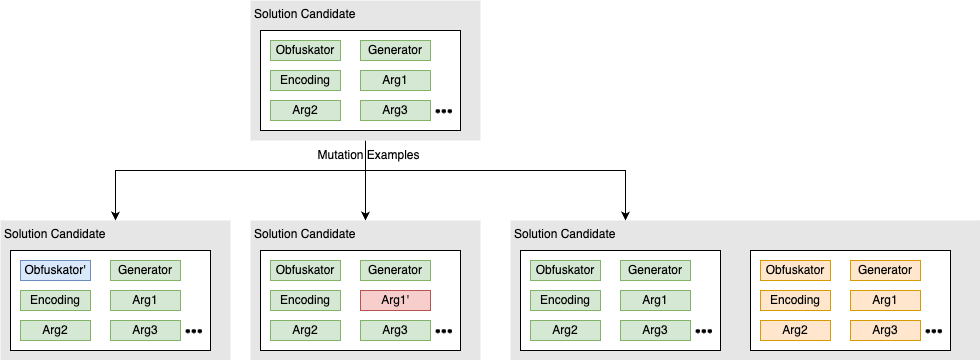 Solution Candidate
Obfuskator Generator
Encoding Arg1
Arg2 Arg3 •••
Mutation Examples
Solution Candidate
Obfuskator' Generator
Encoding Arg1
Arg2 Arg3 •••
Solution Candidate
Obfuskator Generator
Encoding Arg1'
Arg2 Arg3 •••
Solution Candidate
Obfuskator Generator
Encoding Arg1
Arg2 Arg3 •••
Obfuskator Generator
Encoding Arg1
Arg2 Arg3 •••